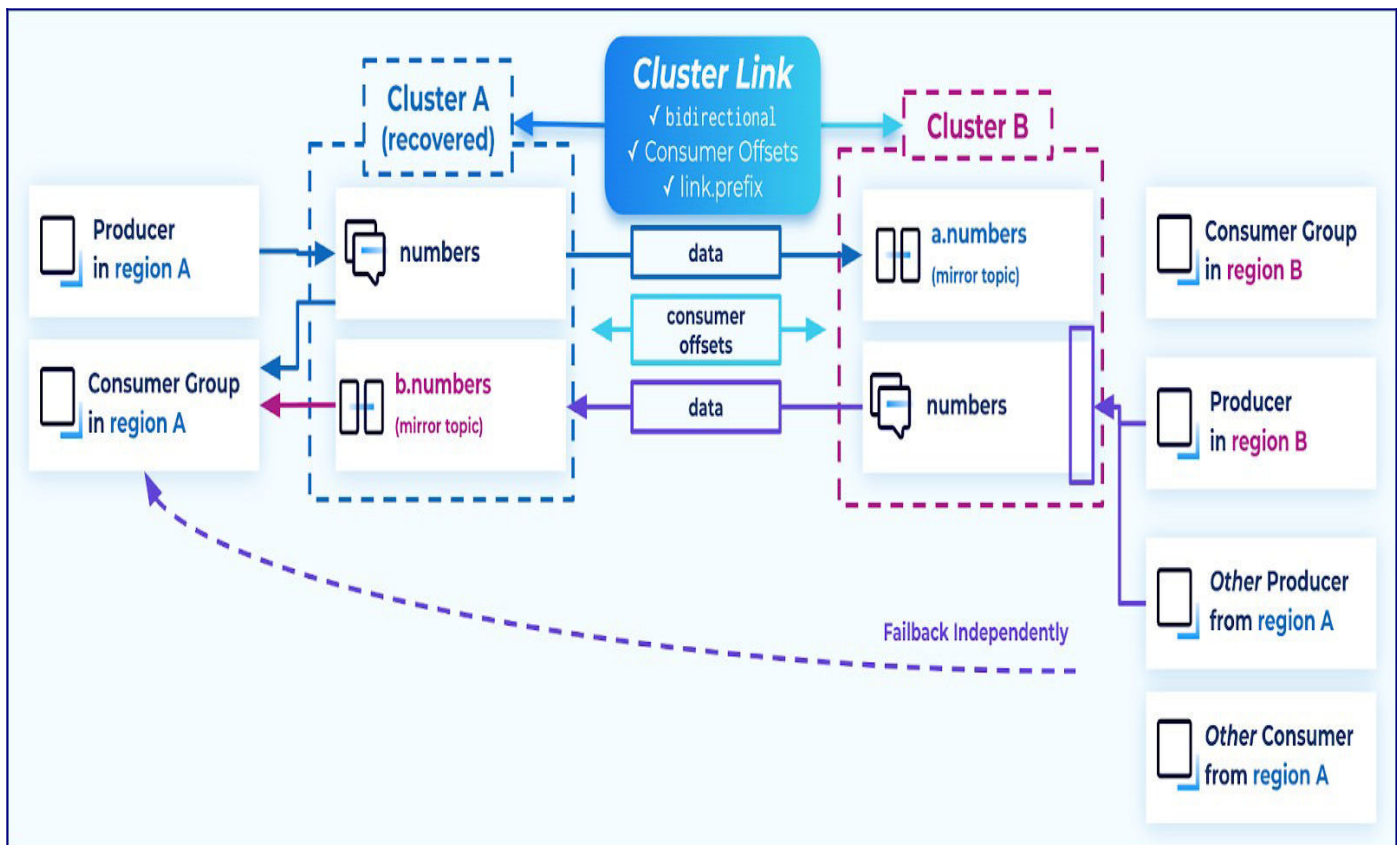 Cluster Link
✓ bidirectional
✓ Consumer Offsets
✓ link.prefix
Cluster A
(recovered)
Cluster B
Producer
in region A
numbers
data
a.numbers
(mirror topic)
Consumer Group
in region B
consumer
offsets
Consumer Group
in region A
b.numbers
(mirror topic)
data
numbers
Producer
in region B
Other Producer
from region A
Failback Independently
Other Consumer
from region A